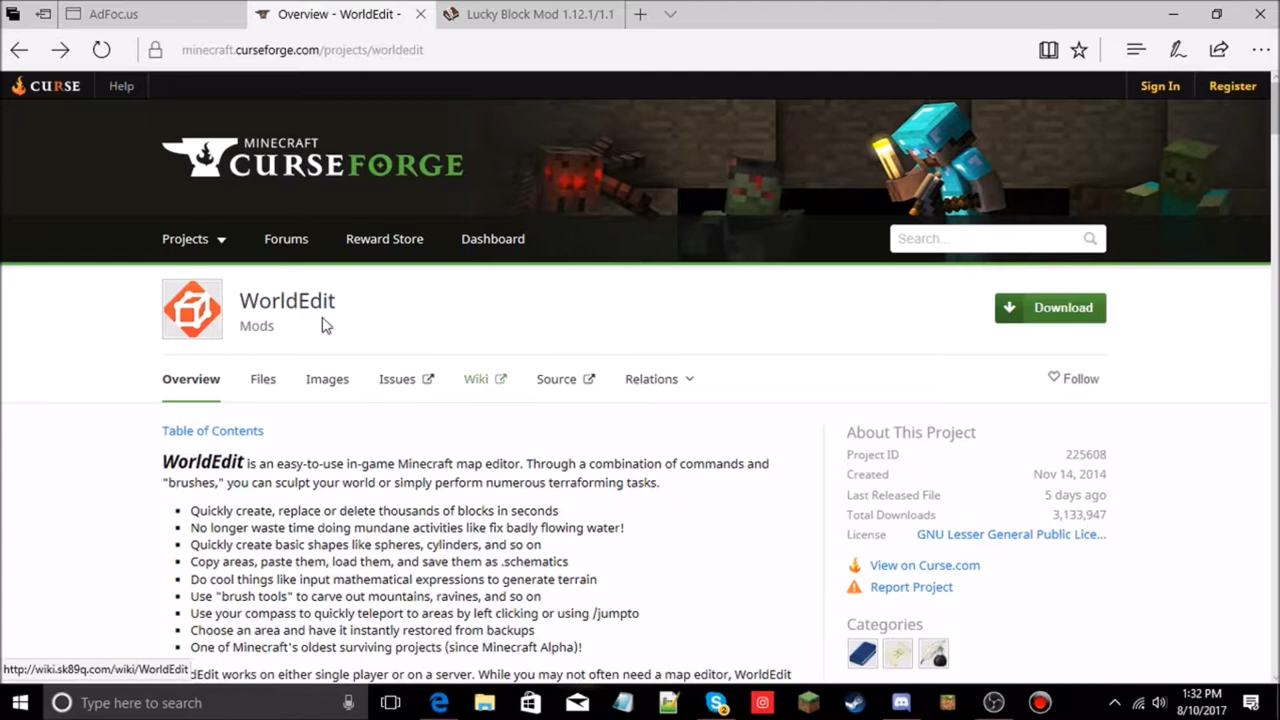 AdFoc.us
Overview - WorldEdit -
Lucky Block Mod 1.12.1/1.1
minecraft.curseforge.com/projects/worldedit
CURSE
Help
Sign In
Register
MINECRAFT
CURSEFORGE
Projects
Forums
Reward Store
Dashboard
Search...
WorldEdit
Mods
Download
Overview
Files
Images
Issues
Wiki
Source
Relations
Follow
Table of Contents
WorldEdit is an easy-to-use in-game Minecraft map editor. Through a combination of commands and
"brushes," you can sculpt your world or simply perform numerous terraforming tasks.
Quickly create, replace or delete thousands of blocks in seconds
No longer waste time doing mundane activities like fix badly flowing water!
Quickly create basic shapes like spheres, cylinders, and so on
Copy areas, paste them, load them, and save them as .schematics
Do cool things like input mathematical expressions to generate terrain
Use "brush tools" to carve out mountains, ravines, and so on
Use your compass to quickly teleport to areas by left clicking or using /jumpto
Choose an area and have it instantly restored from backups
One of Minecraft's oldest surviving projects (since Minecraft Alpha)!
dEdit works on either single player or on a server. While you may not often need a map editor, WorldEdit
About This Project
Project ID 225608
Created Nov 14, 2014
Last Released File 5 days ago
Total Downloads 3,133,947
License GNU Lesser General Public Lice...
View on Curse.com
Report Project
Categories
http://wiki.sk89q.com/wiki/WorldEdit
Type here to search
2
1:32 PM
8/10/2017